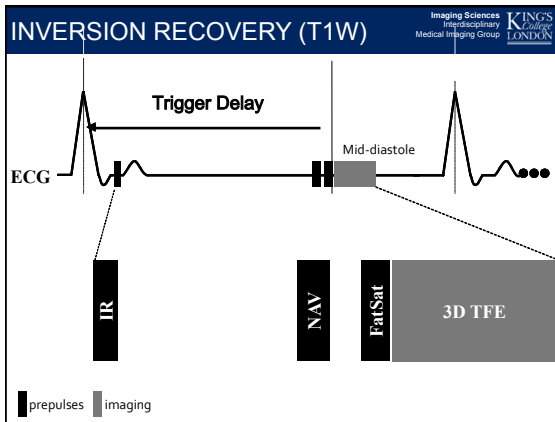 INVERSION RECOVERY (T1W)
Imaging Sciences
Interdisciplinary
Medical Imaging Group
KING'S
College
LONDON
Trigger Delay
Mid-diastole
ECG
IR
NAV
FatSat
3D TFE
prepulses
imaging